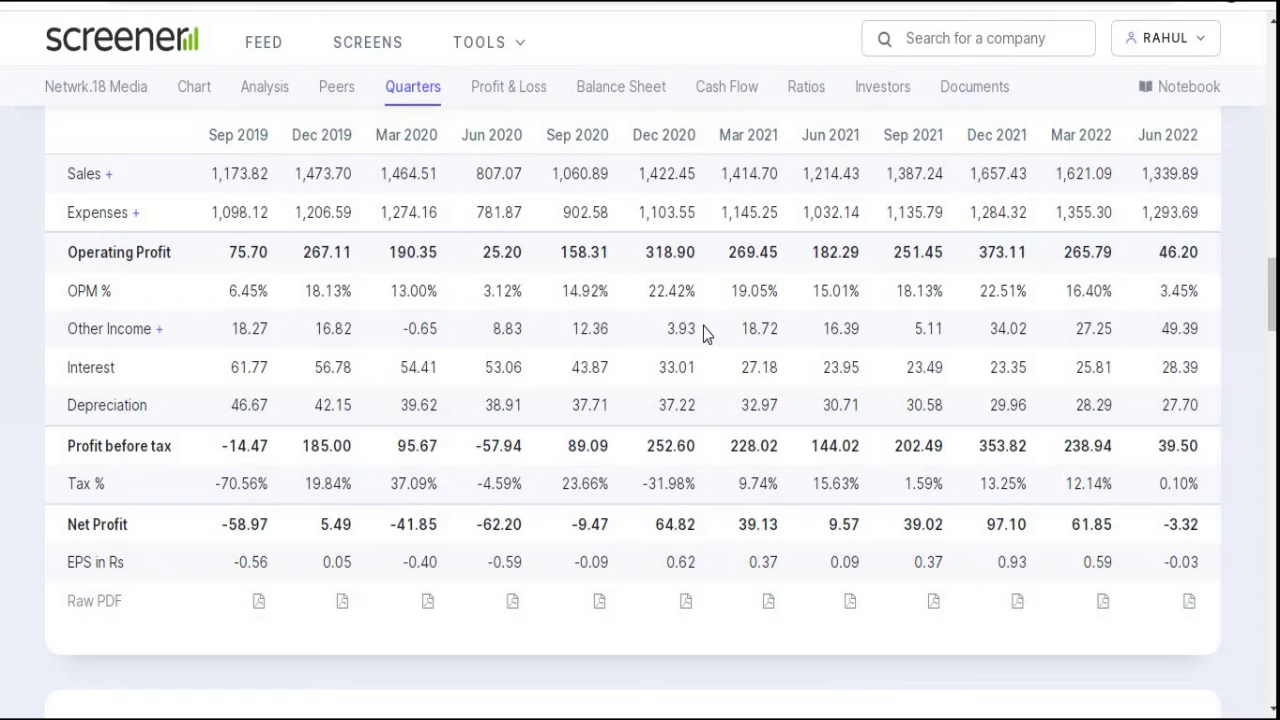 screener
FEED SCREENS TOOLS
Search for a company
RAHUL
Netwrk.18 Media Chart Analysis Peers Quarters Profit & Loss Balance Sheet Cash Flow Ratios Investors Documents Notebook
Sep 2019 Dec 2019 Mar 2020 Jun 2020 Sep 2020 Dec 2020 Mar 2021 Jun 2021 Sep 2021 Dec 2021 Mar 2022 Jun 2022
Sales + 1,173.82 1,473.70 1,464.51 807.07 1,060.89 1,422.45 1,414.70 1,214.43 1,387.24 1,657.43 1,621.09 1,339.89
Expenses + 1,098.12 1,206.59 1,274.16 781.87 902.58 1,103.55 1,145.25 1,032.14 1,135.79 1,284.32 1,355.30 1,293.69
Operating Profit 75.70 267.11 190.35 25.20 158.31 318.90 269.45 182.29 251.45 373.11 265.79 46.20
OPM % 6.45% 18.13% 13.00% 3.12% 14.92% 22.42% 19.05% 15.01% 18.13% 22.51% 16.40% 3.45%
Other Income + 18.27 16.82 -0.65 8.83 12.36 3.93 18.72 16.39 5.11 34.02 27.25 49.39
Interest 61.77 56.78 54.41 53.06 43.87 33.01 27.18 23.95 23.49 23.35 25.81 28.39
Depreciation 46.67 42.15 39.62 38.91 37.71 37.22 32.97 30.71 30.58 29.96 28.29 27.70
Profit before tax -14.47 185.00 95.67 -57.94 89.09 252.60 228.02 144.02 202.49 353.82 238.94 39.50
Tax % -70.56% 19.84% 37.09% -4.59% 23.66% -31.98% 9.74% 15.63% 1.59% 13.25% 12.14% 0.10%
Net Profit -58.97 5.49 -41.85 -62.20 -9.47 64.82 39.13 9.57 39.02 97.10 61.85 -3.32
EPS in Rs -0.56 0.05 -0.40 -0.59 -0.09 0.62 0.37 0.09 0.37 0.93 0.59 -0.03
Raw PDF